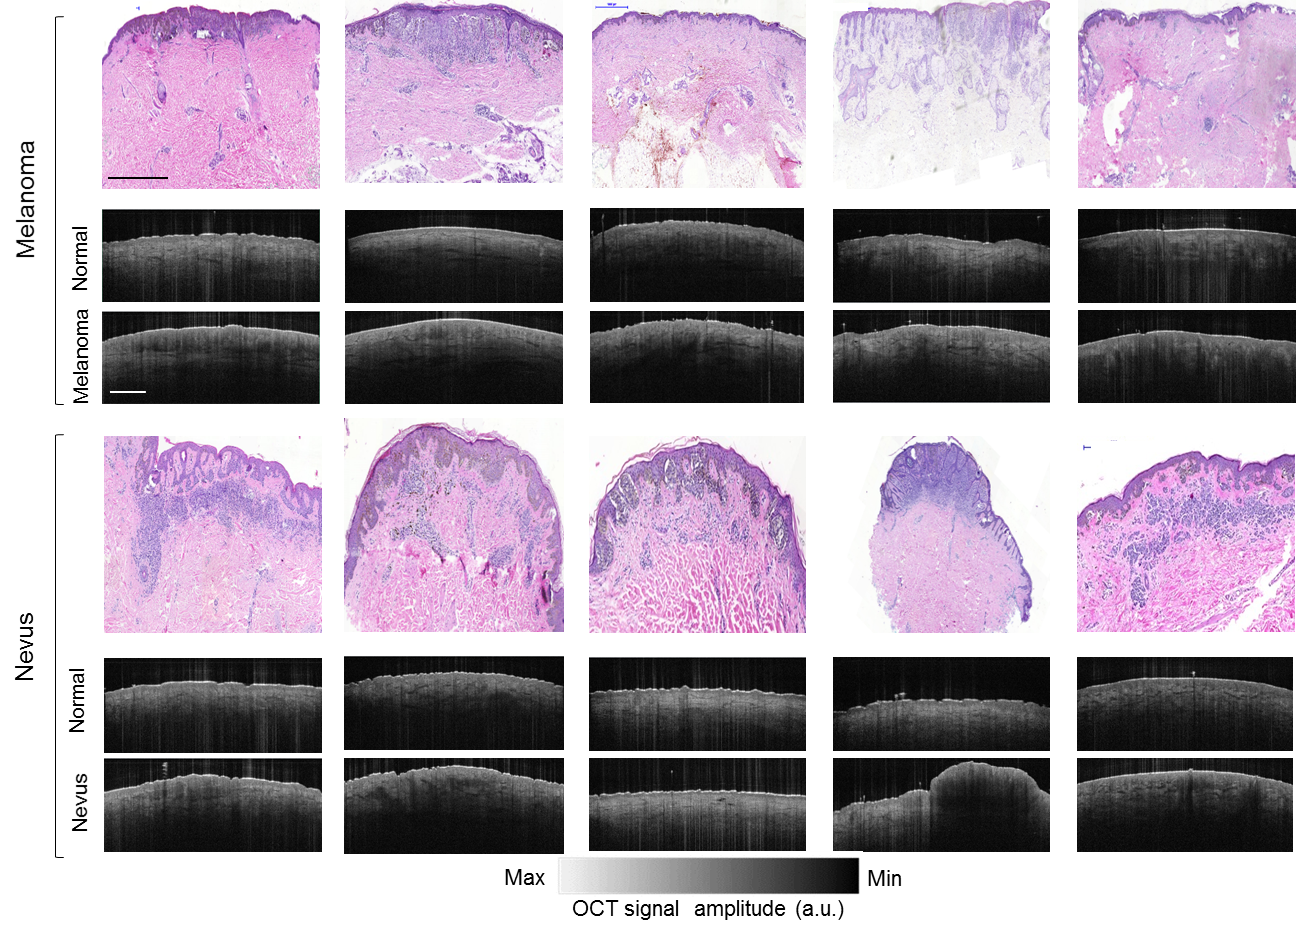 Melanoma
Normal
Melanoma
Nevus
Normal
Nevus
Max
Min
OCT signal amplitude (a.u.)